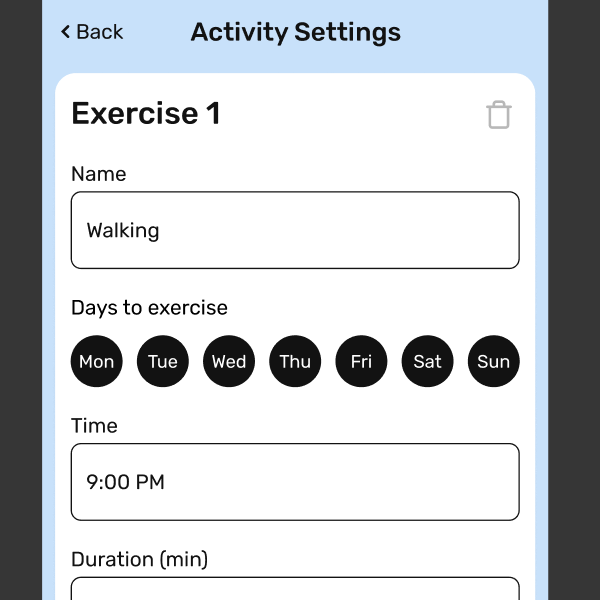 Back Activity Settings
Exercise 1
Name
Walking
Days to exercise
Mon Tue Wed Thu Fri Sat Sun
Time
9:00 PM
Duration (min)